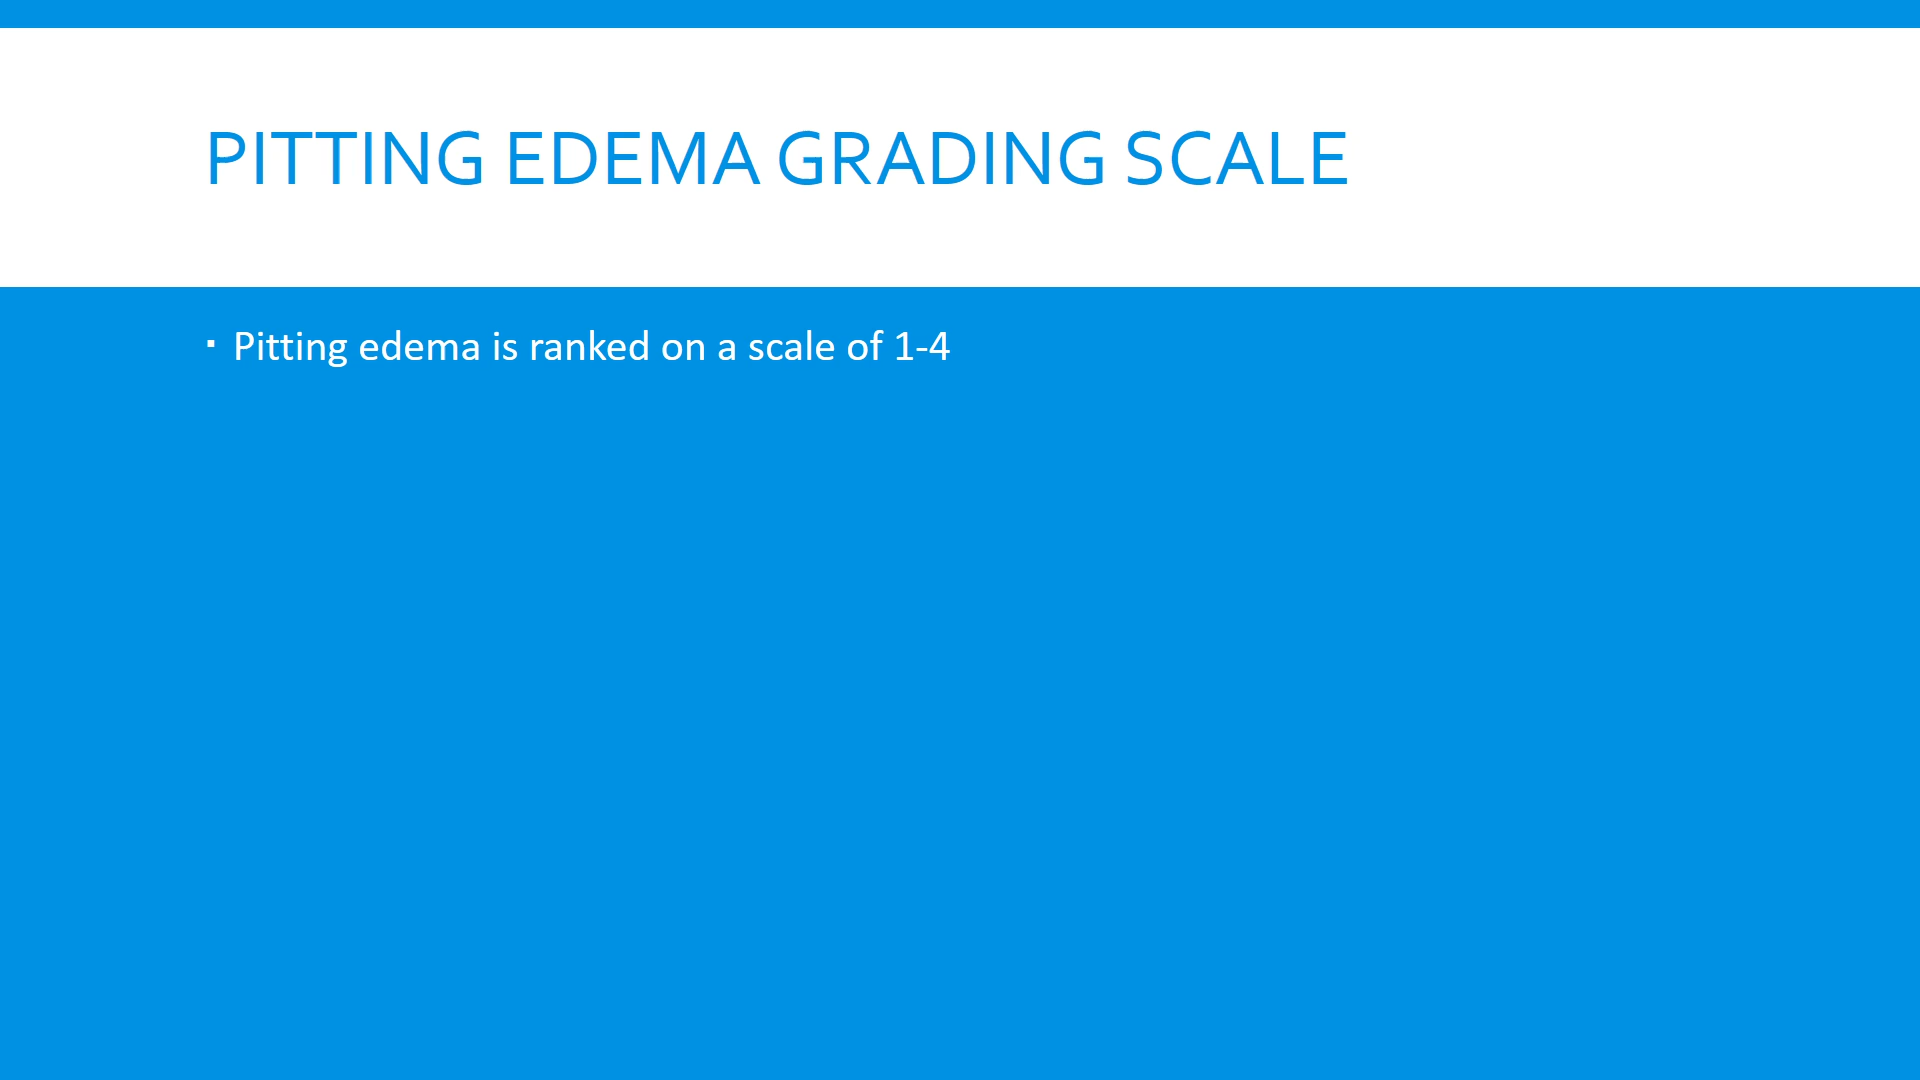 PITTING EDEMA GRADING SCALE
▪ Pitting edema is ranked on a scale of 1-4